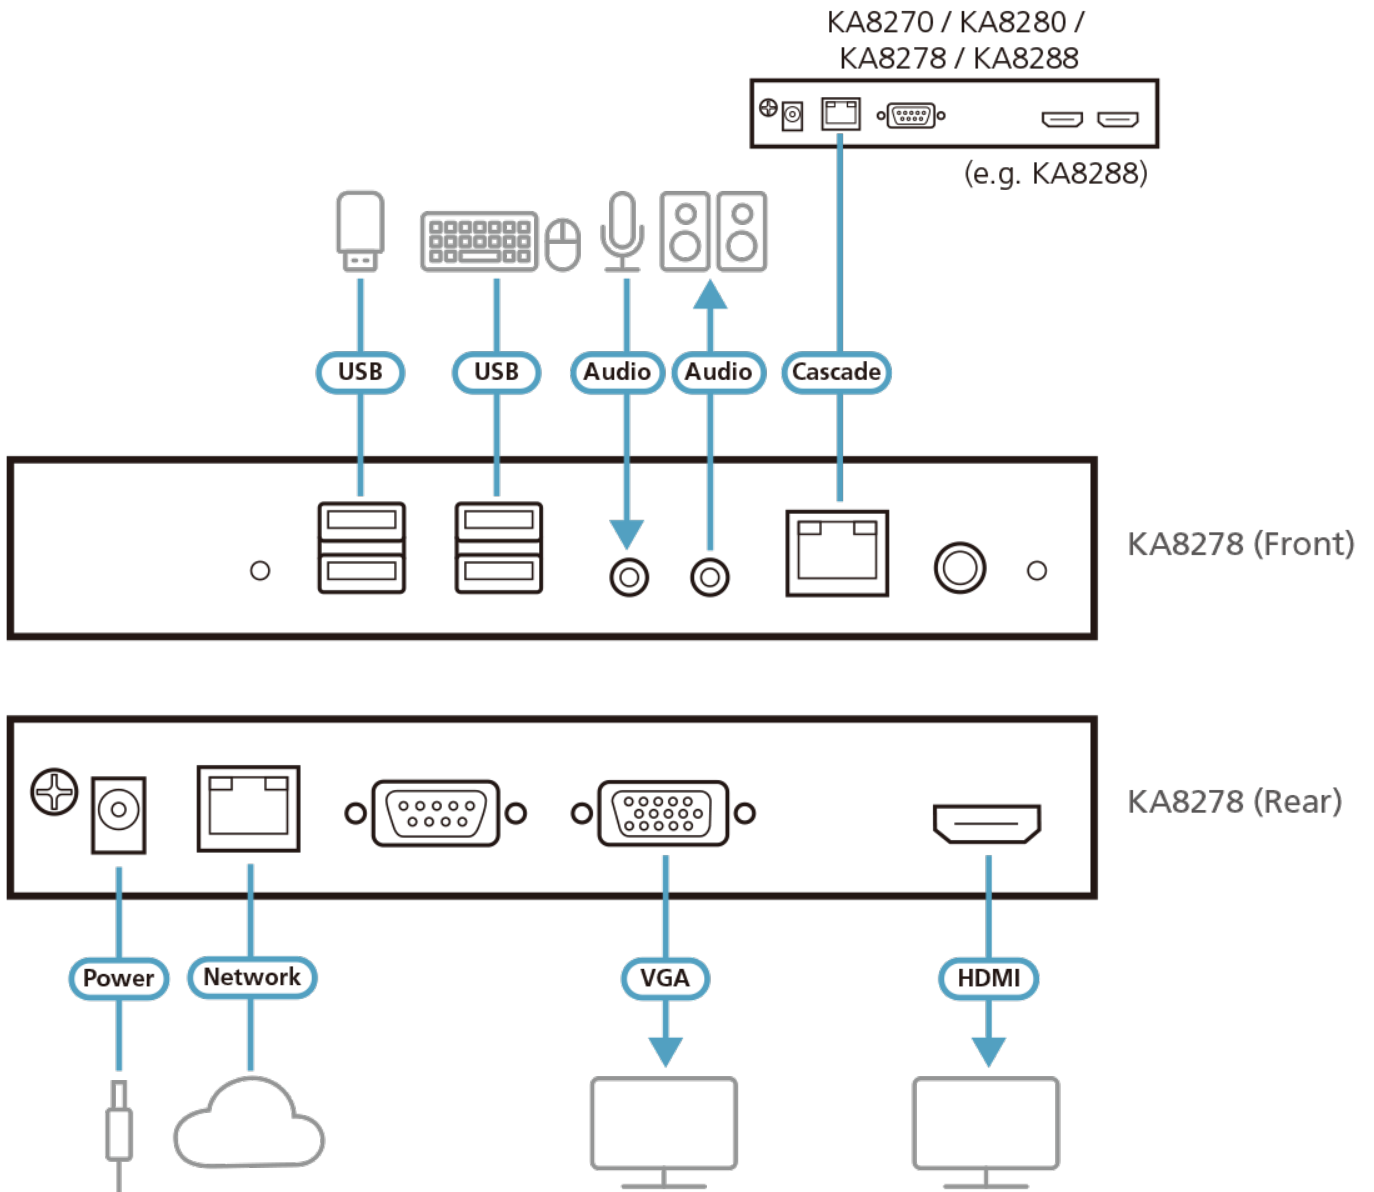 KA8270 / KA8280 /
KA8278 / KA8288
(e.g. KA8288)
USB
USB
Audio
Audio
Cascade
KA8278 (Front)
KA8278 (Rear)
Power
Network
VGA
HDMI